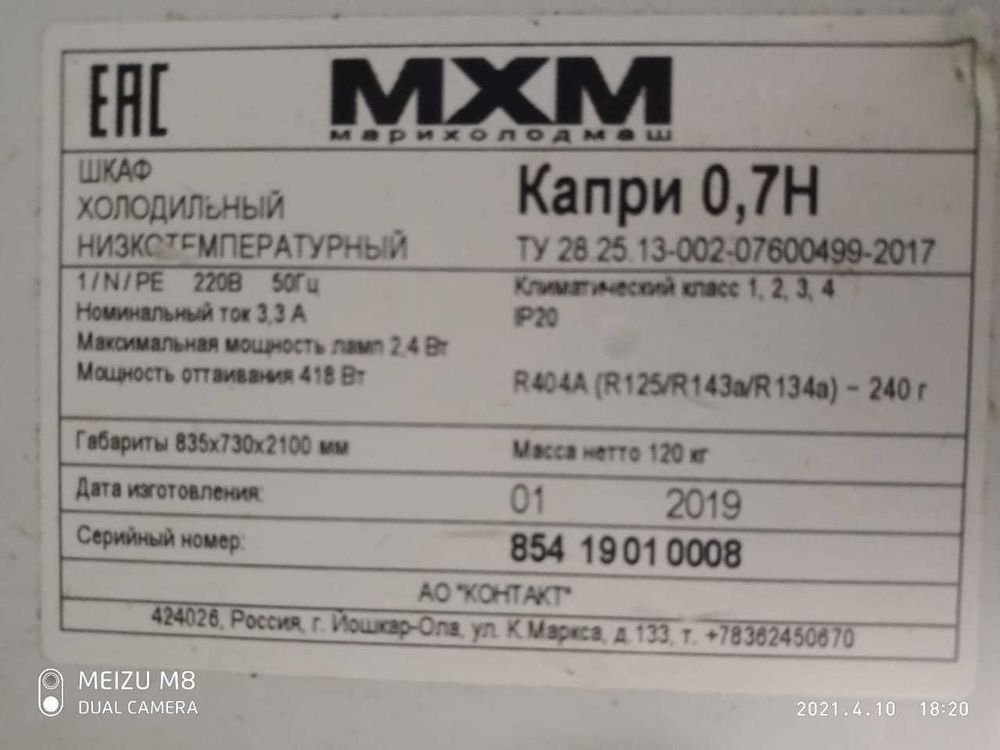 ЕАС
МХМ
марихолодмаш
ШКАФ
ХОЛОДИЛЬНЫЙ
НИЗКОТЕМПЕРАТУРНЫЙ
Капри 0,7Н
ТУ 28.25.13-002-07600499-2017
1/N/PE 220В 50Гц
Номинальный ток 3,3 А
Максимальная мощность ламп 2,4 Вт
Мощность оттаивания 418 Вт
Климатический класс 1, 2, 3, 4
IP20
R404A (R125/R143a/R134a) – 240 г
Габариты 835х730х2100 мм
Масса нетто 120 кг
Дата изготовления:
01 2019
Серийный номер:
854 19 01 0008
АО "КОНТАКТ"
424026, Россия, г. Йошкар-Ола, ул. К.Маркса, д.133, т. +78362450670
MEIZU M8
DUAL CAMERA
2021.4.10 18:20